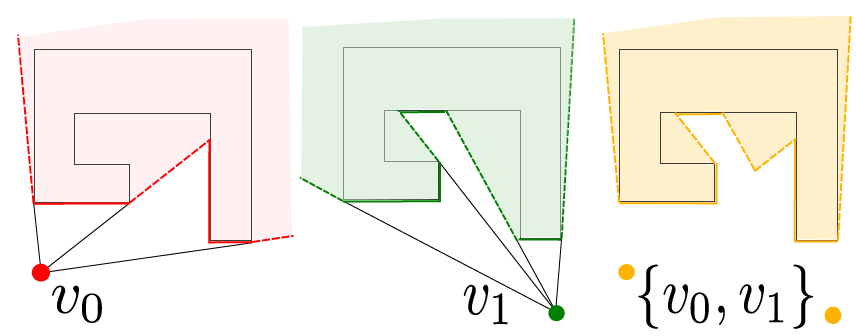 v₀
v₁
{v₀, v₁}